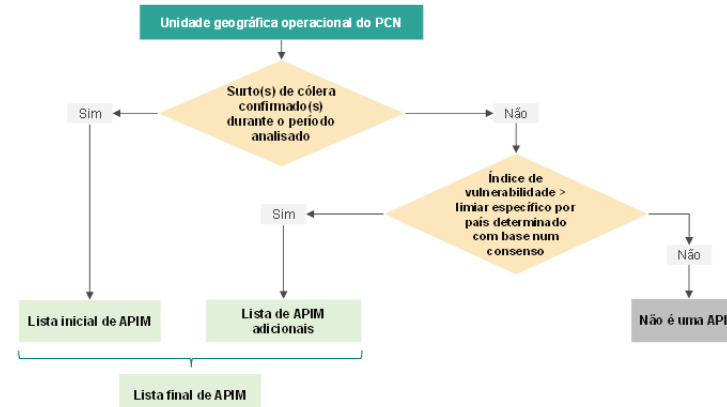 Unidade geográfica operacional do PCN
Surto(s) de cólera
confirmado(s)
durante o período
analisado
Sim
Não
Índice de
vulnerabilidade >
limiar específico por
país determinado
com base num
consenso
Sim
Não
Lista inicial de APIM
Lista de APIM
adicionais
Não é uma API
Lista final de APIM